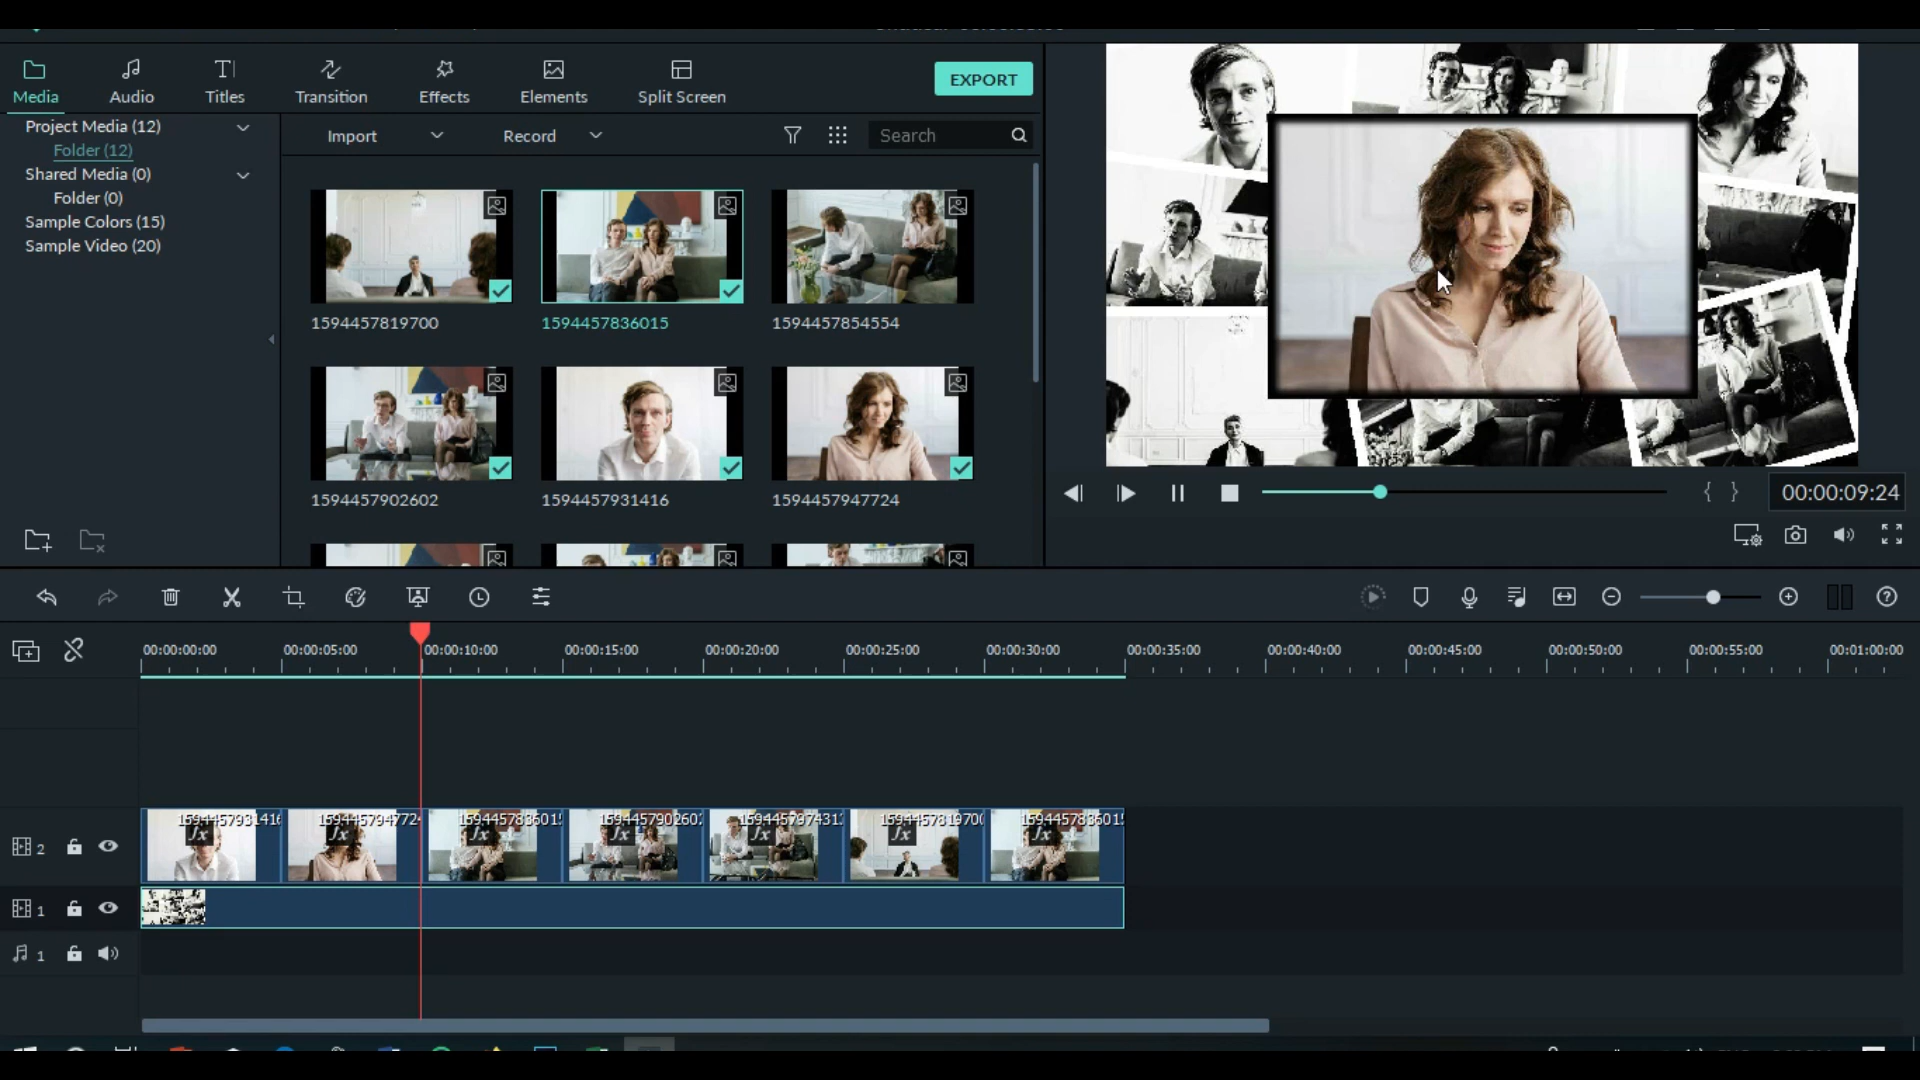 Media
Audio
Titles
Transition
Effects
Elements
Split Screen
EXPORT
Project Media (12)
Folder (12)
Shared Media (0)
Folder (0)
Sample Colors (15)
Sample Video (20)
Import
Record
Search
1594457819700
1594457836015
1594457854554
1594457902602
1594457931416
1594457947724
00:00:09:24
00:00:00:00
00:00:05:00
00:00:10:00
00:00:15:00
00:00:20:00
00:00:25:00
00:00:30:00
00:00:35:00
00:00:40:00
00:00:45:00
00:00:50:00
00:00:55:00
00:01:00:00
2
1
1